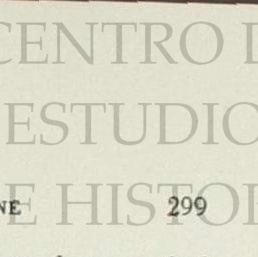 CENTRO D
ESTUDIO
E HISTO
NE 299